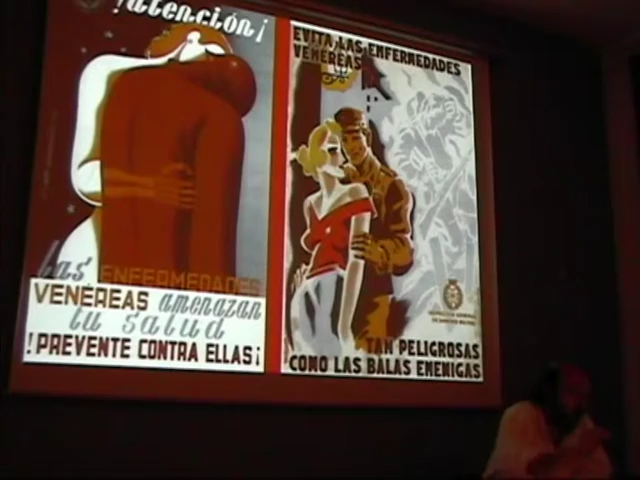 ¡atención¡
Las ENFERMEDADES
VENÉREAS amenazan
tu salud
!PREVENTE CONTRA ELLAS¡
EVITA LAS ENFERMEDADES
VENEREAS
TAN PELIGROSAS
COMO LAS BALAS ENEMIGAS